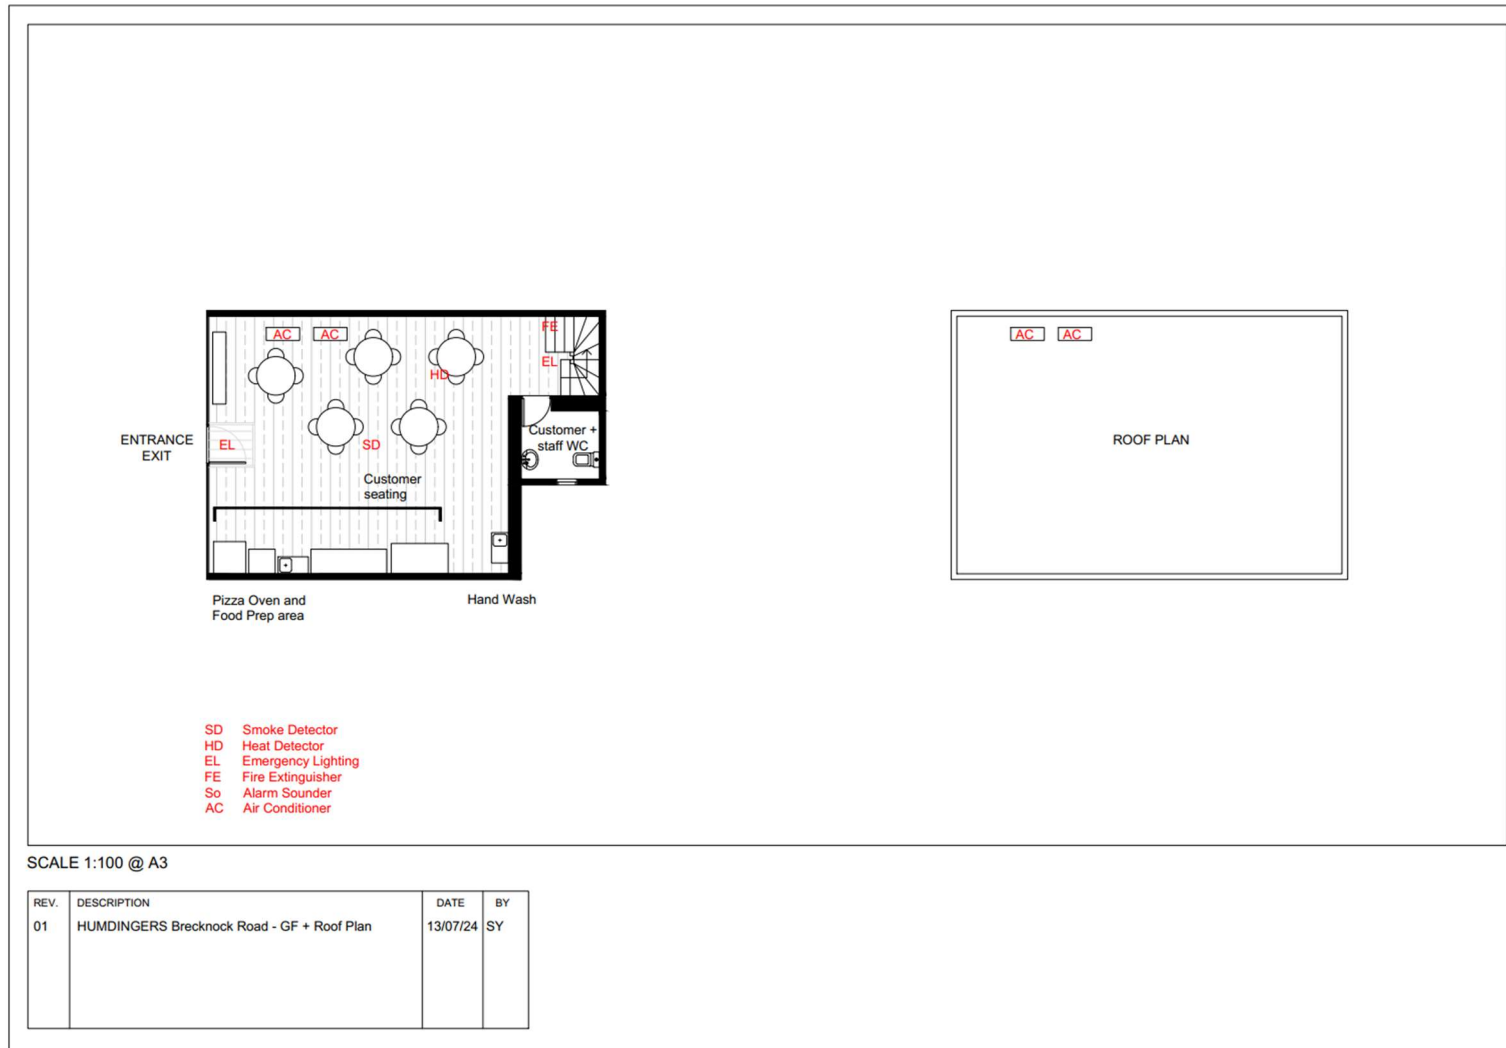 AC AC
FE
EL
HD
ENTRANCE
EXIT
EL
SD
Customer +
staff WC
Customer
seating
Pizza Oven and
Food Prep area
Hand Wash
AC AC
ROOF PLAN
SD Smoke Detector
HD Heat Detector
EL Emergency Lighting
FE Fire Extinguisher
So Alarm Sounder
AC Air Conditioner
SCALE 1:100 @ A3
REV. DESCRIPTION DATE BY
01 HUMDINGERS Brecknock Road - GF + Roof Plan 13/07/24 SY